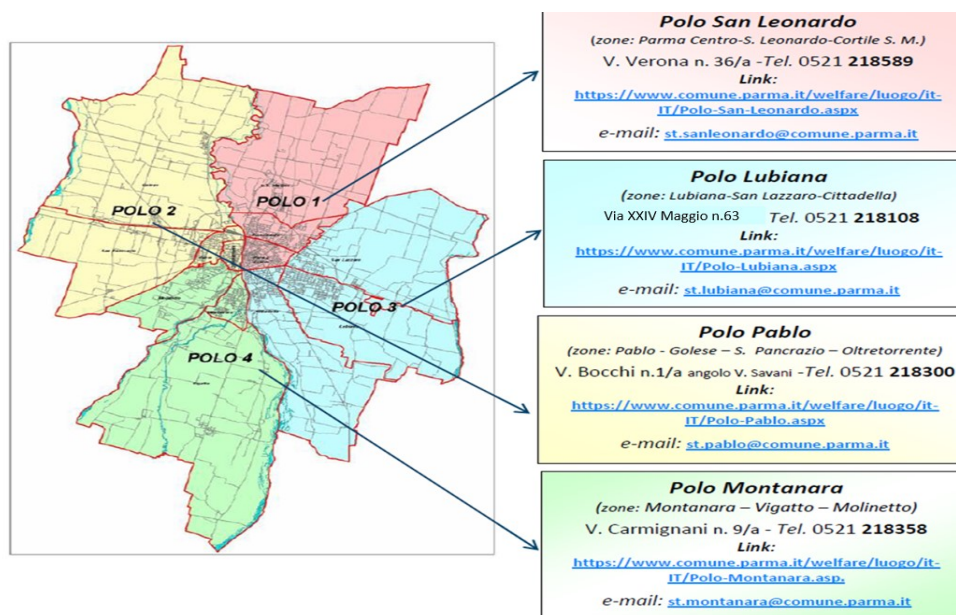 POLO 1
POLO 2
POLO 3
POLO 4
Polo San Leonardo
(zone: Parma Centro-S. Leonardo-Cortile S. M.)
V. Verona n. 36/a -Tel. 0521 218589
Link:
https://www.comune.parma.it/welfare/luogo/it-
IT/Polo-San-Leonardo.aspx
e-mail: st.sanleonardo@comune.parma.it
Polo Lubiana
(zone: Lubiana-San Lazzaro-Cittadella)
Via XXIV Maggio n.63 Tel. 0521 218108
Link:
https://www.comune.parma.it/welfare/luogo/it-
IT/Polo-Lubiana.aspx
e-mail: st.lubiana@comune.parma.it
Polo Pablo
(zone: Pablo - Golese – S. Pancrazio – Oltretorrente)
V. Bocchi n.1/a angolo V. Savani -Tel. 0521 218300
Link:
https://www.comune.parma.it/welfare/luogo/it-
IT/Polo-Pablo.aspx
e-mail: st.pablo@comune.parma.it
Polo Montanara
(zone: Montanara – Vigatto – Molinetto)
V. Carmignani n. 9/a - Tel. 0521 218358
Link:
https://www.comune.parma.it/welfare/luogo/it-
IT/Polo-Montanara.asp.
e-mail: st.montanara@comune.parma.it